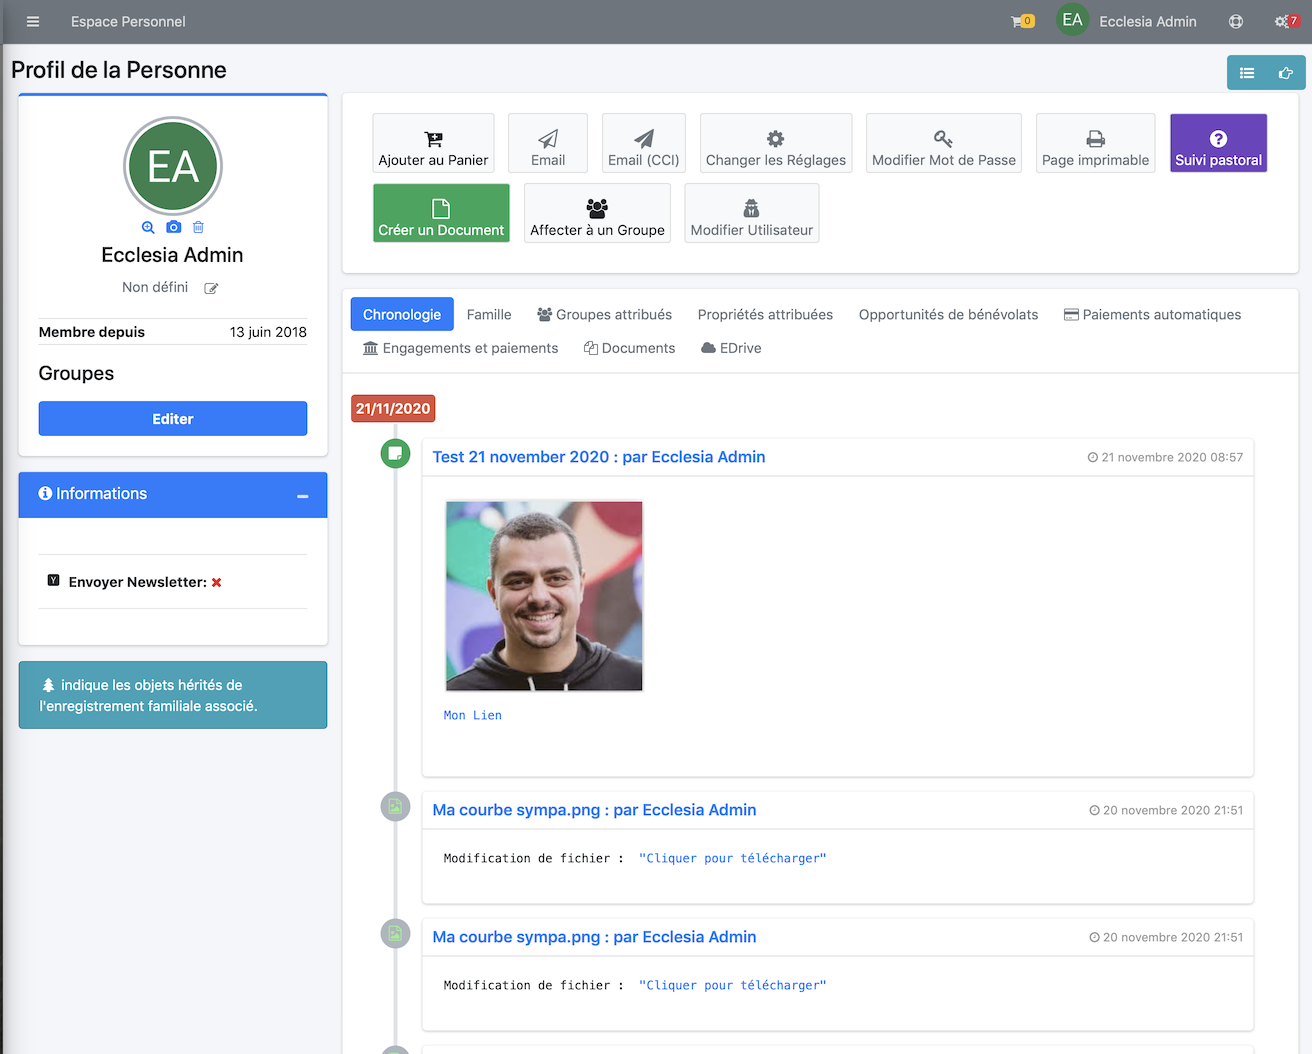 Espace Personnel
0
EA
Ecclesia Admin
7
Profil de la Personne
EA
Ecclesia Admin
Non défini
Membre depuis 13 juin 2018
Groupes
Editer
Informations
Envoyer Newsletter:
indique les objets hérités de
l'enregistrement familiale associé.
Ajouter au Panier
Email
Email (CCI)
Changer les Réglages
Modifier Mot de Passe
Page imprimable
Suivi pastoral
Créer un Document
Affecter à un Groupe
Modifier Utilisateur
Chronologie
Famille
Groupes attribués
Propriétés attribuées
Opportunités de bénévolats
Paiements automatiques
Engagements et paiements
Documents
EDrive
21/11/2020
Test 21 november 2020 : par Ecclesia Admin
21 novembre 2020 08:57
Mon Lien
Ma courbe sympa.png : par Ecclesia Admin
20 novembre 2020 21:51
Modification de fichier : "Cliquer pour télécharger"
Ma courbe sympa.png : par Ecclesia Admin
20 novembre 2020 21:51
Modification de fichier : "Cliquer pour télécharger"